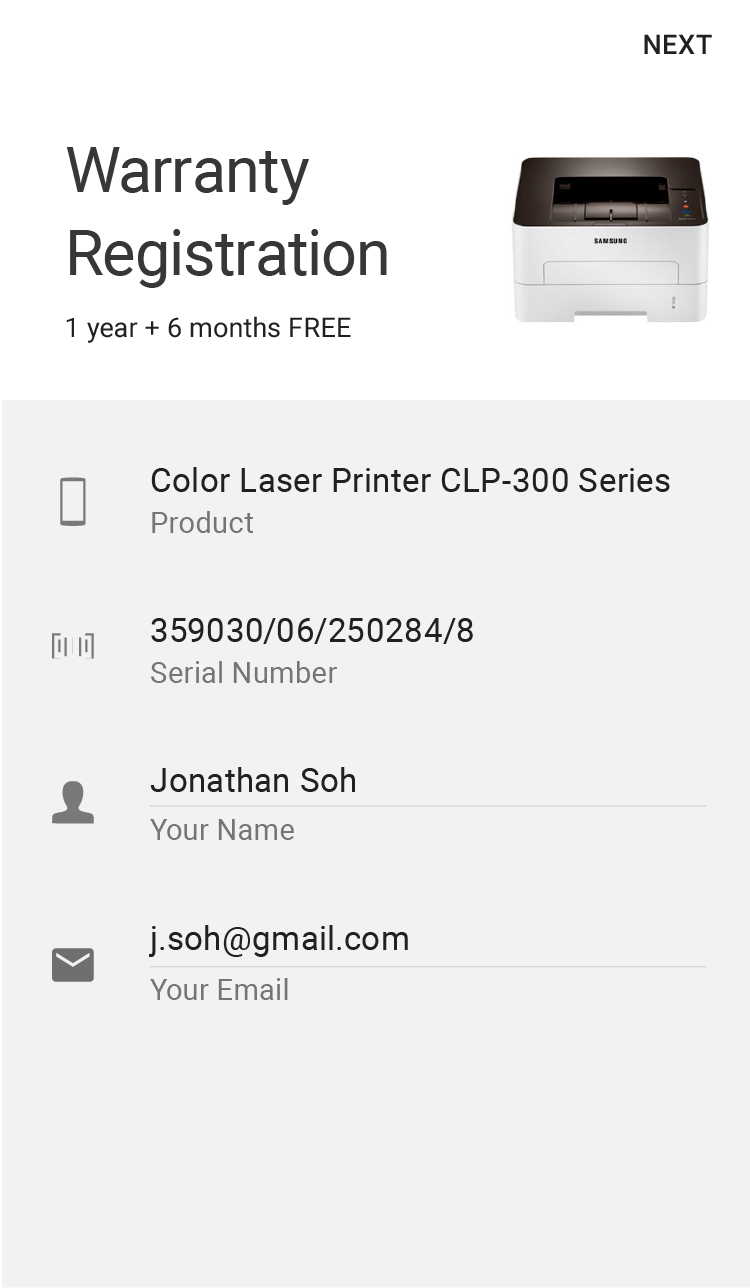 NEXT
Warranty
Registration
1 year + 6 months FREE
SAMSUNG
Color Laser Printer CLP-300 Series
Product
359030/06/250284/8
Serial Number
Jonathan Soh
Your Name
j.soh@gmail.com
Your Email